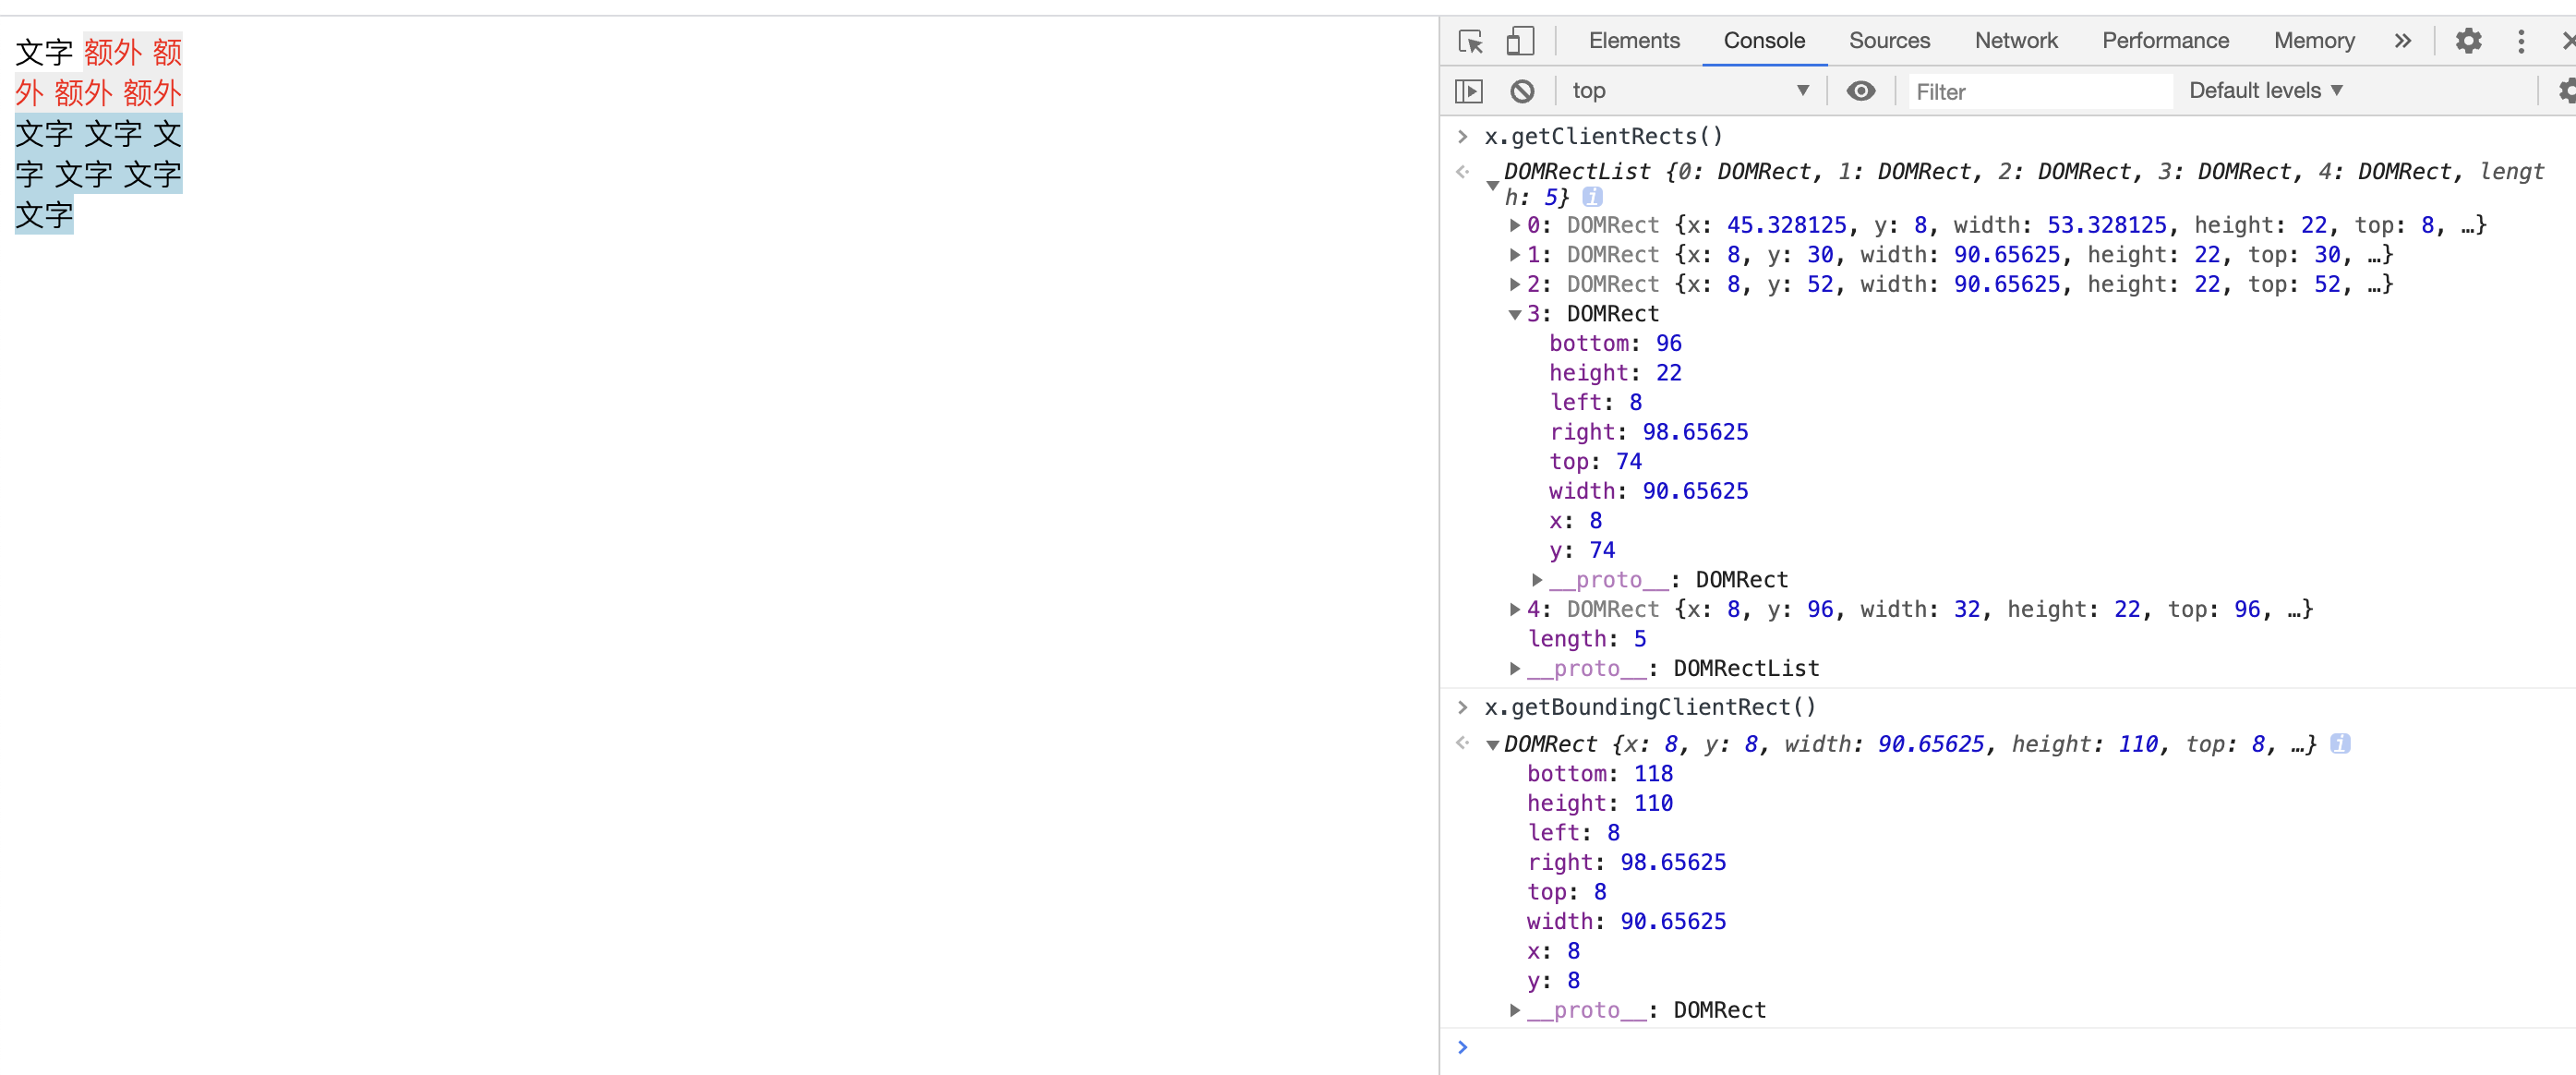 文字 额外 额
外 额外 额外
文字 文字 文
字 文字 文字
文字
Elements Console Sources Network Performance Memory »
top Filter Default levels
x.getClientRects()
DOMRectList {0: DOMRect, 1: DOMRect, 2: DOMRect, 3: DOMRect, 4: DOMRect, lengt
h: 5}
0: DOMRect {x: 45.328125, y: 8, width: 53.328125, height: 22, top: 8, …}
1: DOMRect {x: 8, y: 30, width: 90.65625, height: 22, top: 30, …}
2: DOMRect {x: 8, y: 52, width: 90.65625, height: 22, top: 52, …}
3: DOMRect
bottom: 96
height: 22
left: 8
right: 98.65625
top: 74
width: 90.65625
x: 8
y: 74
__proto__: DOMRect
4: DOMRect {x: 8, y: 96, width: 32, height: 22, top: 96, …}
length: 5
__proto__: DOMRectList
x.getBoundingClientRect()
DOMRect {x: 8, y: 8, width: 90.65625, height: 110, top: 8, …}
bottom: 118
height: 110
left: 8
right: 98.65625
top: 8
width: 90.65625
x: 8
y: 8
__proto__: DOMRect